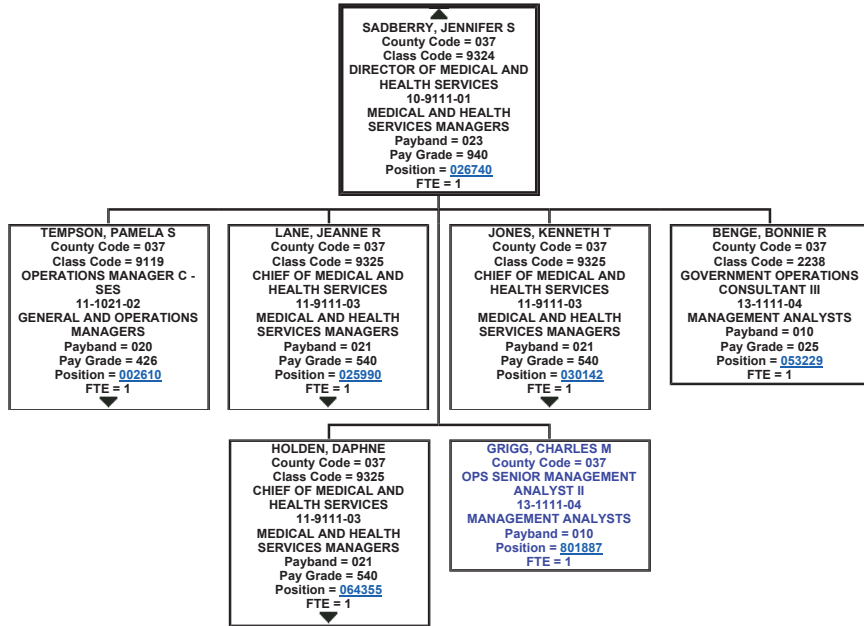 SADBERRY, JENNIFER S
County Code = 037
Class Code = 9324
DIRECTOR OF MEDICAL AND
HEALTH SERVICES
10-9111-01
MEDICAL AND HEALTH
SERVICES MANAGERS
Payband = 023
Pay Grade = 940
Position = 026740
FTE = 1
TEMPSON, PAMELA S
County Code = 037
Class Code = 9119
OPERATIONS MANAGER C -
SES
11-1021-02
GENERAL AND OPERATIONS
MANAGERS
Payband = 020
Pay Grade = 426
Position = 002610
FTE = 1
LANE, JEANNE R
County Code = 037
Class Code = 9325
CHIEF OF MEDICAL AND
HEALTH SERVICES
11-9111-03
MEDICAL AND HEALTH
SERVICES MANAGERS
Payband = 021
Pay Grade = 540
Position = 025990
FTE = 1
JONES, KENNETH T
County Code = 037
Class Code = 9325
CHIEF OF MEDICAL AND
HEALTH SERVICES
11-9111-03
MEDICAL AND HEALTH
SERVICES MANAGERS
Payband = 021
Pay Grade = 540
Position = 030142
FTE = 1
BENGE, BONNIE R
County Code = 037
Class Code = 2238
GOVERNMENT OPERATIONS
CONSULTANT III
13-1111-04
MANAGEMENT ANALYSTS
Payband = 010
Pay Grade = 025
Position = 053229
FTE = 1
HOLDEN, DAPHNE
County Code = 037
Class Code = 9325
CHIEF OF MEDICAL AND
HEALTH SERVICES
11-9111-03
MEDICAL AND HEALTH
SERVICES MANAGERS
Payband = 021
Pay Grade = 540
Position = 064355
FTE = 1
GRIGG, CHARLES M
County Code = 037
OPS SENIOR MANAGEMENT
ANALYST II
13-1111-04
MANAGEMENT ANALYSTS
Payband = 010
Position = 801887
FTE = 1